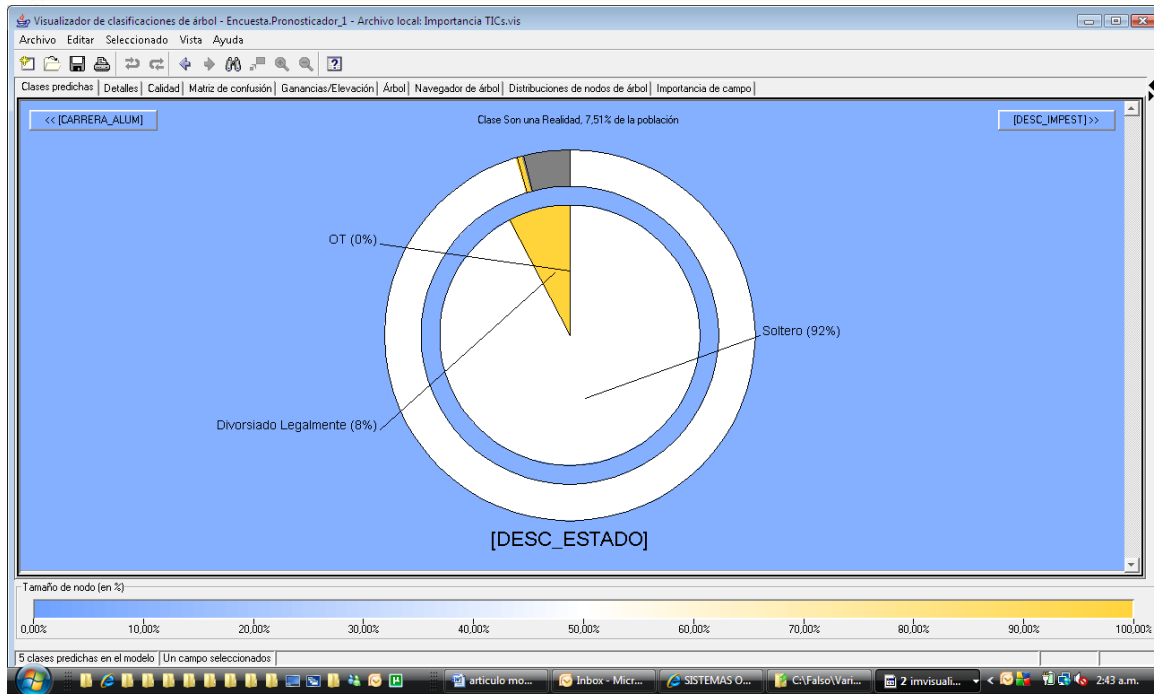 Visualizador de clasificaciones de árbol - Encuesta.Pronosticador_1 - Archivo local: Importancia TICs.vis
Archivo Editar Seleccionado Vista Ayuda
Clases predichas Detalles Calidad Matriz de confusión Ganancias/Elevación Árbol Navegador de árbol Distribuciones de nodos de árbol Importancia de campo
<< [CARRERA_ALUM] Clase Son una Realidad, 7,51% de la población [DESC_IMPEST] >>
OT (0%)
Soltero (92%)
Divorsiado Legalmente (8%)
[DESC_ESTADO]
Tamaño de nodo (en %)
0,00% 10,00% 20,00% 30,00% 40,00% 50,00% 60,00% 70,00% 80,00% 90,00% 100,00%
5 clases predichas en el modelo Un campo seleccionados
articulo mo... Inbox - Micr... SISTEMAS O... C:\Falso\Vari... 2 imvisuali... 2:43 a.m.